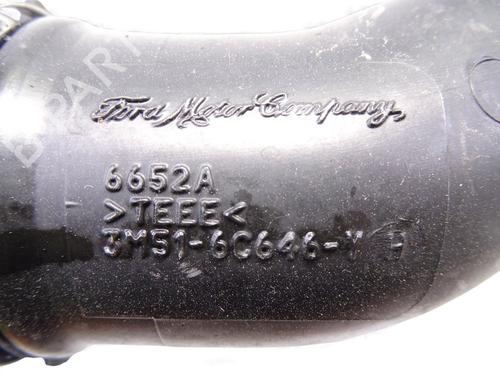 Ford Motor Company
6652A
>TEEE<
3M51-6C646-Y H